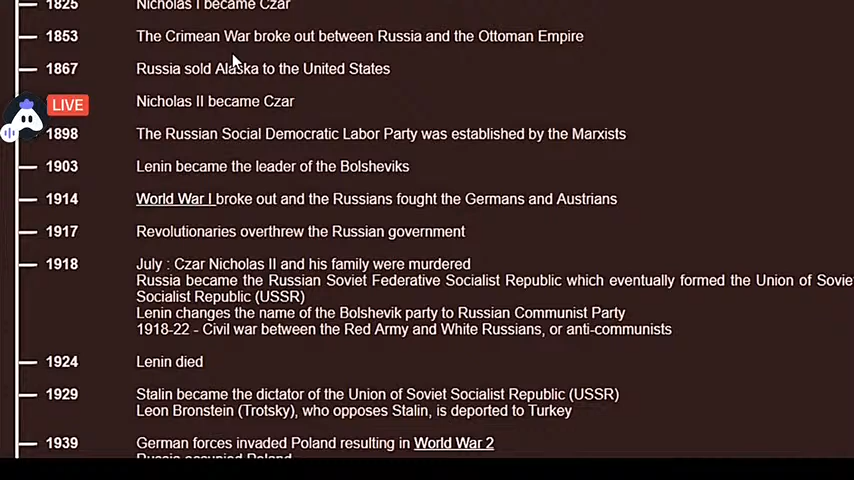 1825 Nicholas I became Czar
1853 The Crimean War broke out between Russia and the Ottoman Empire
1867 Russia sold Alaska to the United States
LIVE Nicholas II became Czar
1898 The Russian Social Democratic Labor Party was established by the Marxists
1903 Lenin became the leader of the Bolsheviks
1914 World War I broke out and the Russians fought the Germans and Austrians
1917 Revolutionaries overthrew the Russian government
1918 July : Czar Nicholas II and his family were murdered
Russia became the Russian Soviet Federative Socialist Republic which eventually formed the Union of Sovie
Socialist Republic (USSR)
Lenin changes the name of the Bolshevik party to Russian Communist Party
1918-22 - Civil war between the Red Army and White Russians, or anti-communists
1924 Lenin died
1929 Stalin became the dictator of the Union of Soviet Socialist Republic (USSR)
Leon Bronstein (Trotsky), who opposes Stalin, is deported to Turkey
1939 German forces invaded Poland resulting in World War 2
Russia occupied Poland